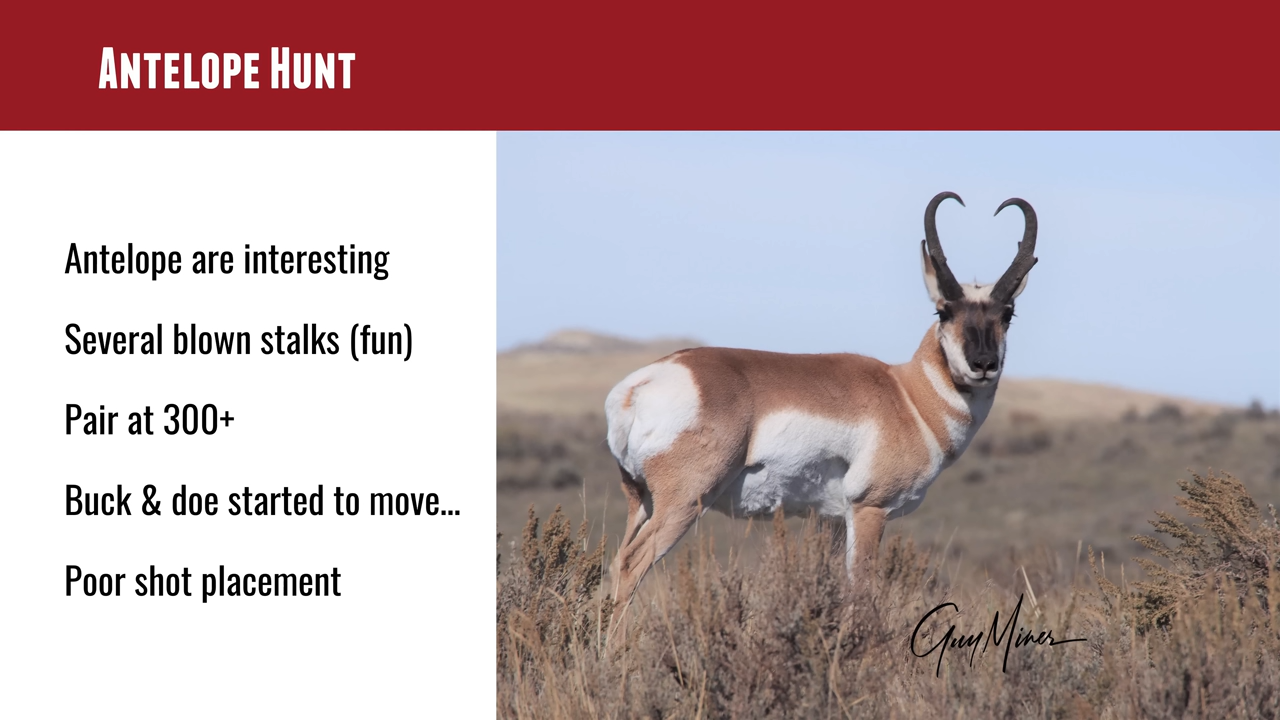 Antelope Hunt
Antelope are interesting
Several blown stalks (fun)
Pair at 300+
Buck & doe started to move...
Poor shot placement
Guy Miner